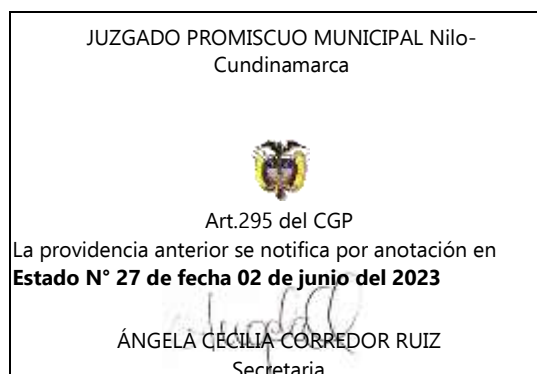 JUZGADO PROMISCUO MUNICIPAL Nilo-
Cundinamarca
Art.295 del CGP
La providencia anterior se notifica por anotación en
Estado N° 27 de fecha 02 de junio del 2023
ÁNGELA CECILIA CORREDOR RUIZ
Secretaria